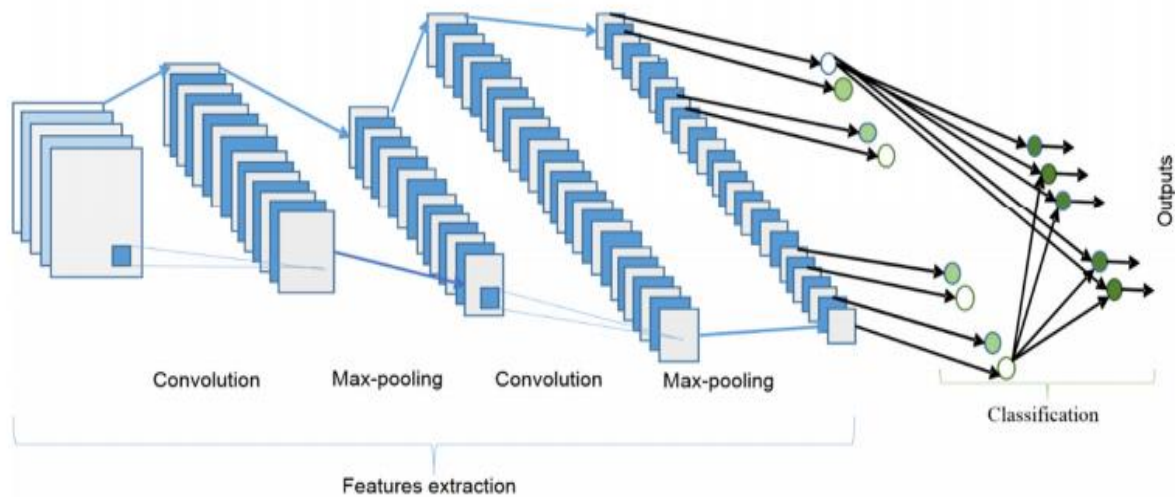 Outputs
Convolution
Max-pooling
Convolution
Max-pooling
Classification
Features extraction